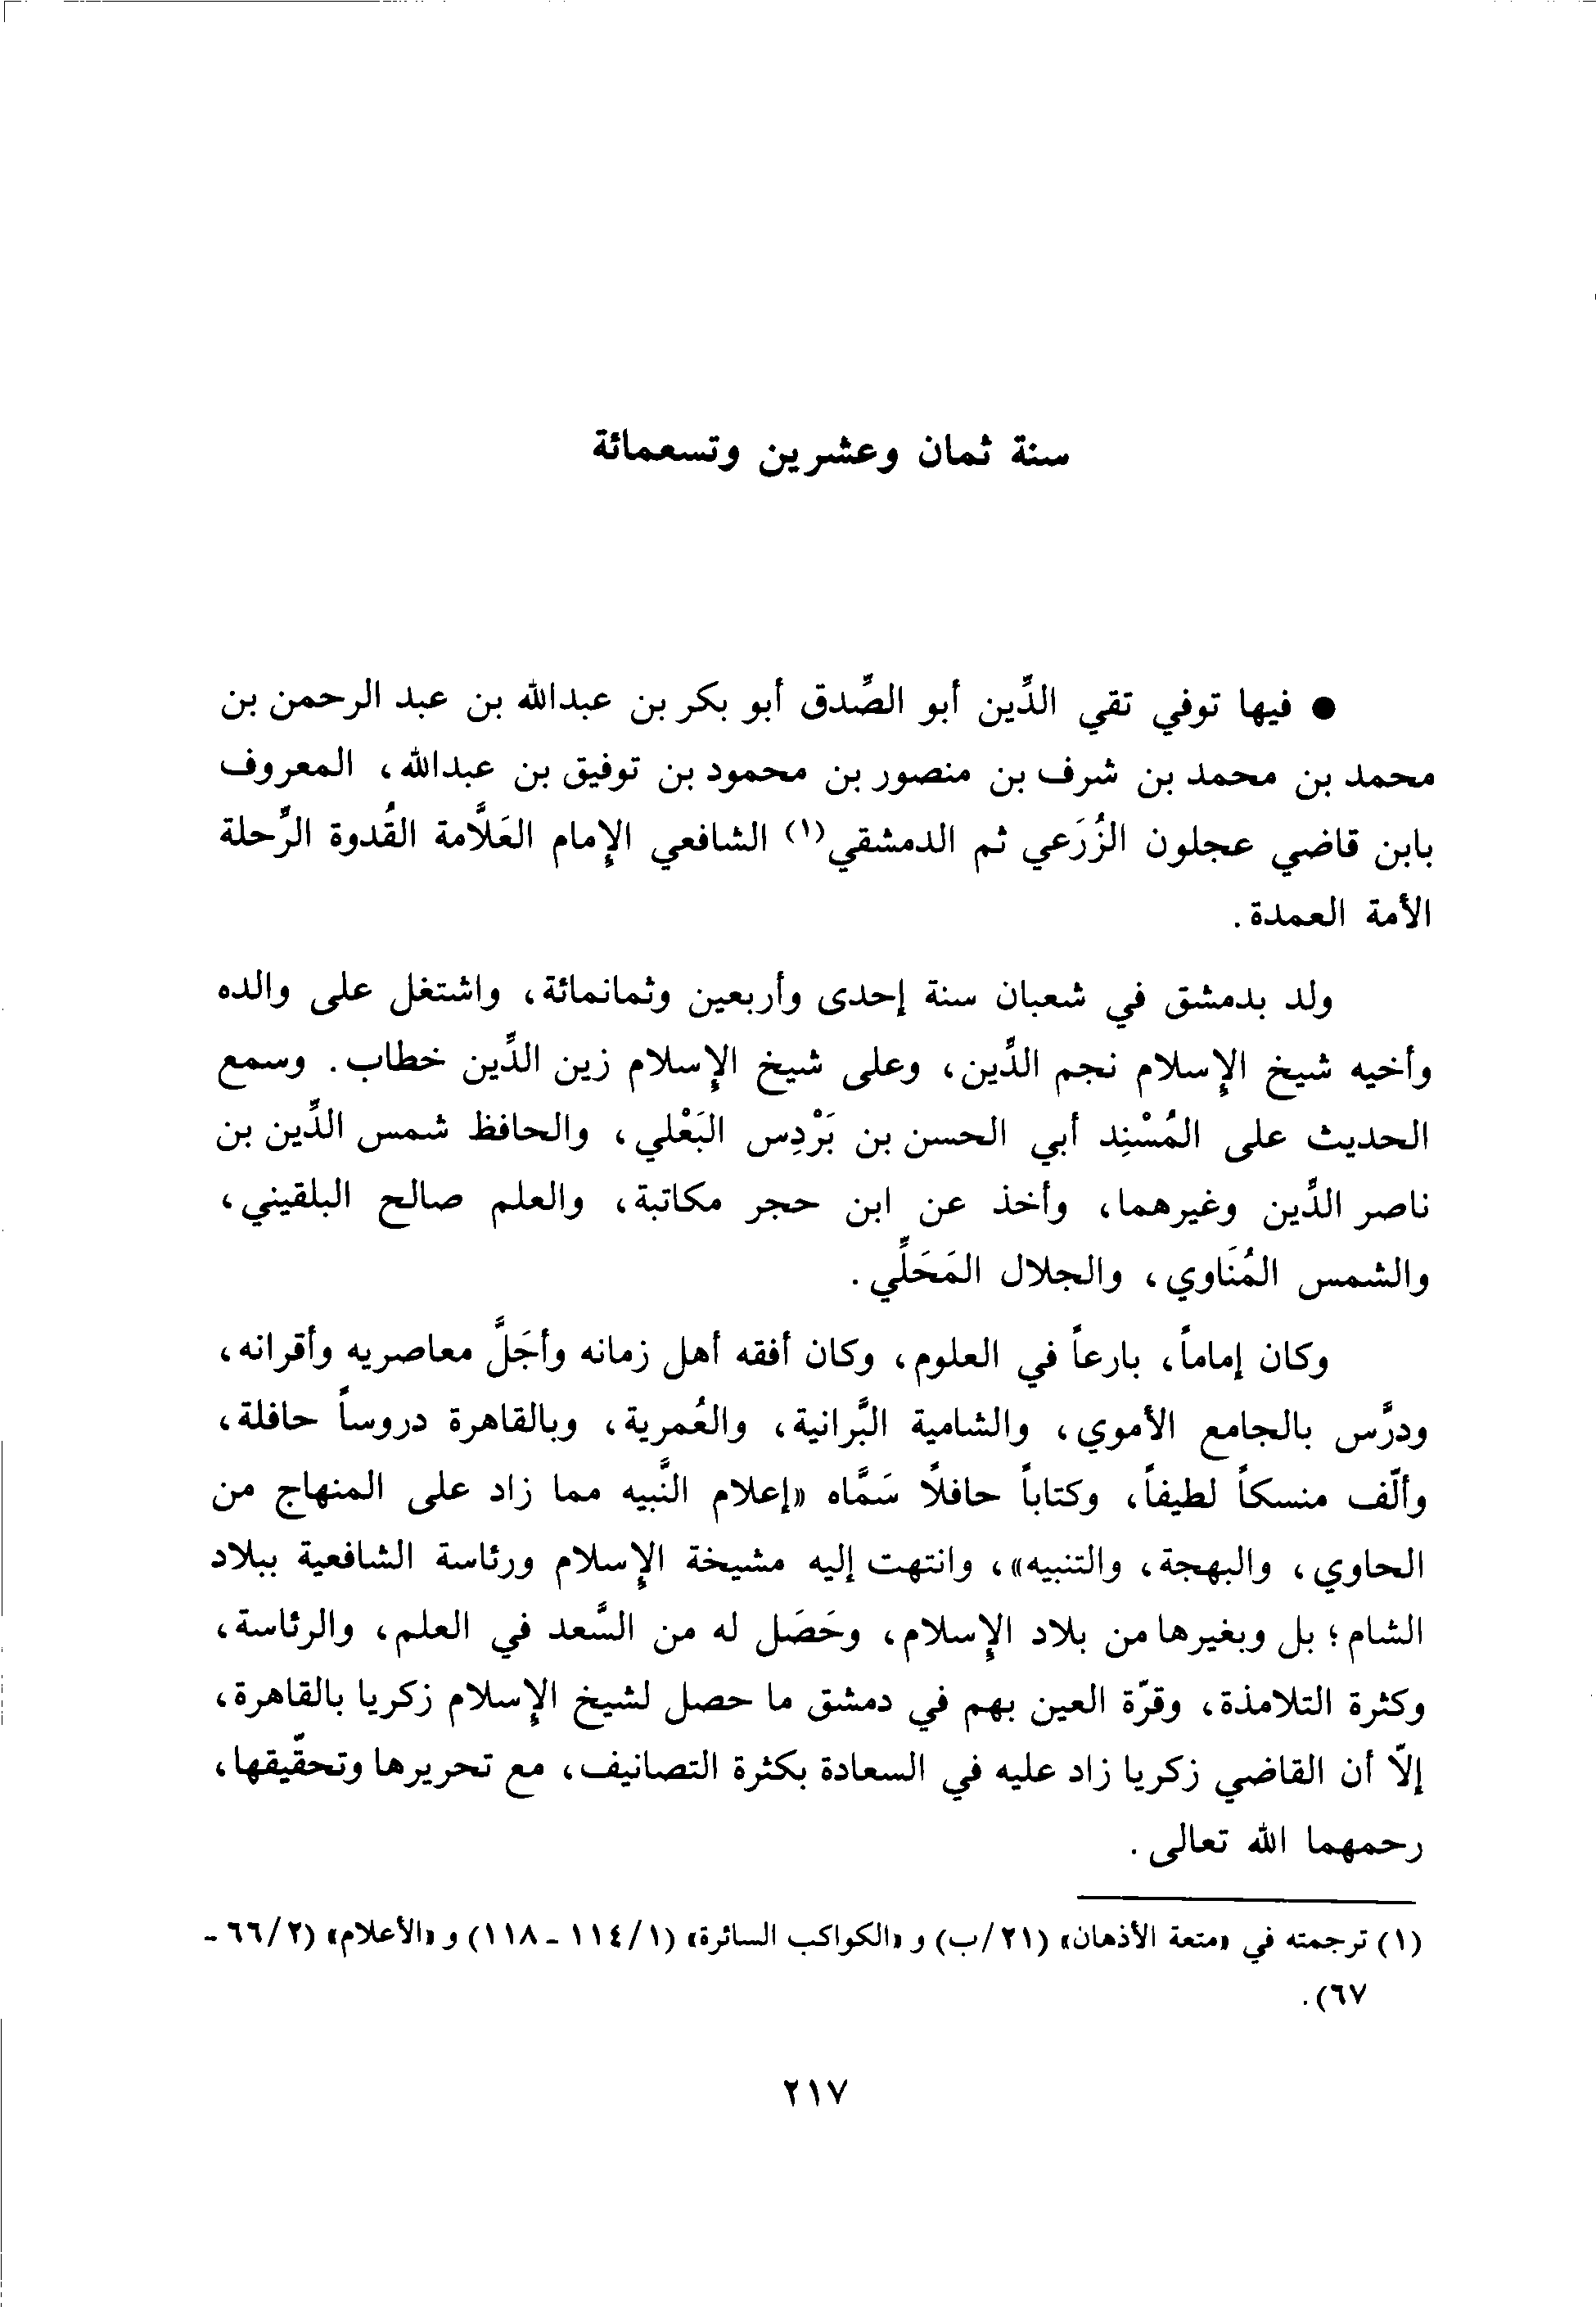 سنة ثمان وعشرين وتسعمائة
● فيها توفي تقي الدِّين أبو الصِّدق أبو بكر بن عبدالله بن عبد الرحمن بن
محمد بن محمد بن شرف بن منصور بن محمود بن توفيق بن عبدالله، المعروف
بابن قاضي عجلون الزُرَعي ثم الدمشقي(١) الشافعي الإمام العَلَّامة القُدوة الرِّحلة
الأمة العمدة.
ولد بدمشق في شعبان سنة إحدى وأربعين وثمانمائة، واشتغل على والده
وأخيه شيخ الإسلام نجم الدِّين، وعلى شيخ الإسلام زين الدِّين خطاب. وسمع
الحديث على المُسْنِد أبي الحسن بن بَرْدِس البَعْلي، والحافظ شمس الدِّين بن
ناصر الدِّين وغيرهما، وأخذ عن ابن حجر مكاتبة، والعلم صالح البلقيني،
والشمس المُنَاوي، والجلال المَحَلِّي.
وكان إماماً، بارعاً في العلوم، وكان أفقه أهل زمانه وأجَلَّ معاصريه وأقرانه،
ودرَّس بالجامع الأموي، والشامية البَّرانية، والعُمرية، وبالقاهرة دروساً حافلة،
وألّف منسكاً لطيفاً، وكتاباً حافلًا سَمَّاه «إعلام النَّبيه مما زاد على المنهاج من
الحاوي، والبهجة، والتنبيه»، وانتهت إليه مشيخة الإسلام ورئاسة الشافعية ببلاد
الشام؛ بل وبغيرها من بلاد الإسلام، وحَصَل له من السَّعد في العلم، والرئاسة،
وكثرة التلامذة، وقرّة العين بهم في دمشق ما حصل لشيخ الإسلام زكريا بالقاهرة،
إلّا أن القاضي زكريا زاد عليه في السعادة بكثرة التصانيف، مع تحريرها وتحقّيقها،
رحمهما الله تعالى.
(١) ترجمته في «متعة الأذهان» (٢١/ب) و «الكواكب السائرة» (١/١١٤ - ١١٨) و «الأعلام» (٢/٦٦ -
٦٧).
٢١٧